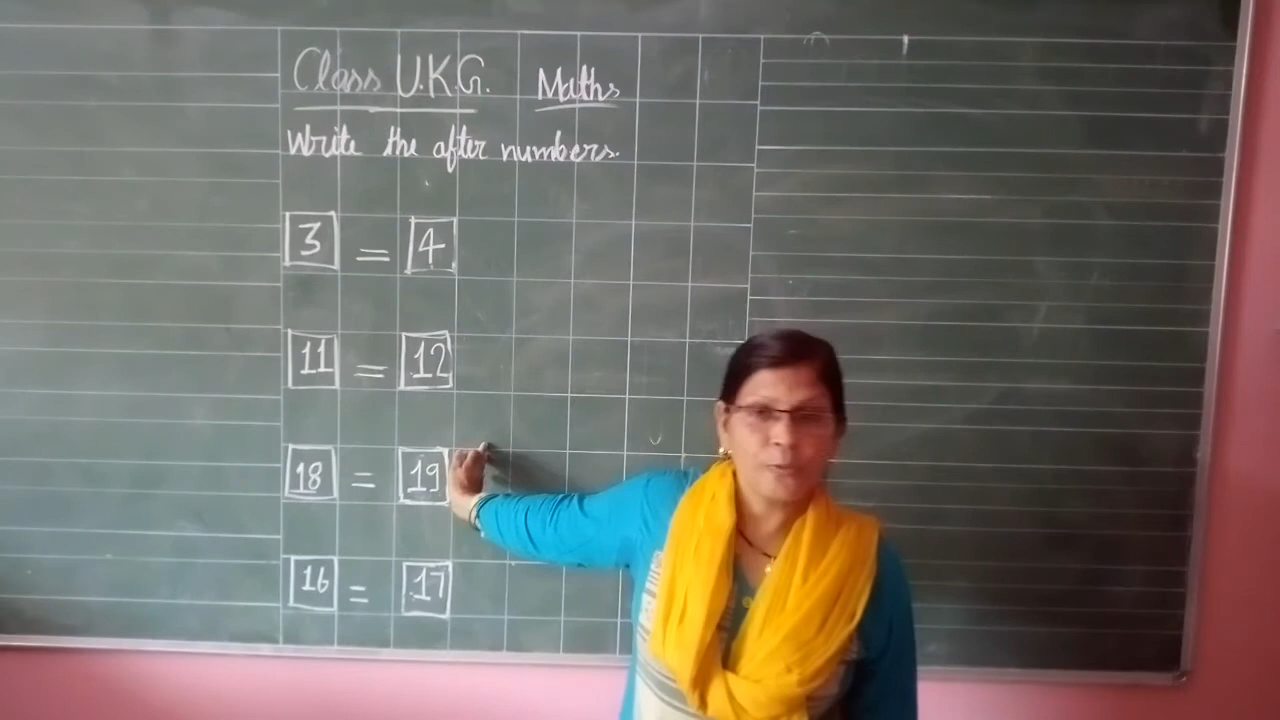 Class U.K.G. Maths
Write the after numbers.
3 = 4
11 = 12
18 = 19
16 = 17